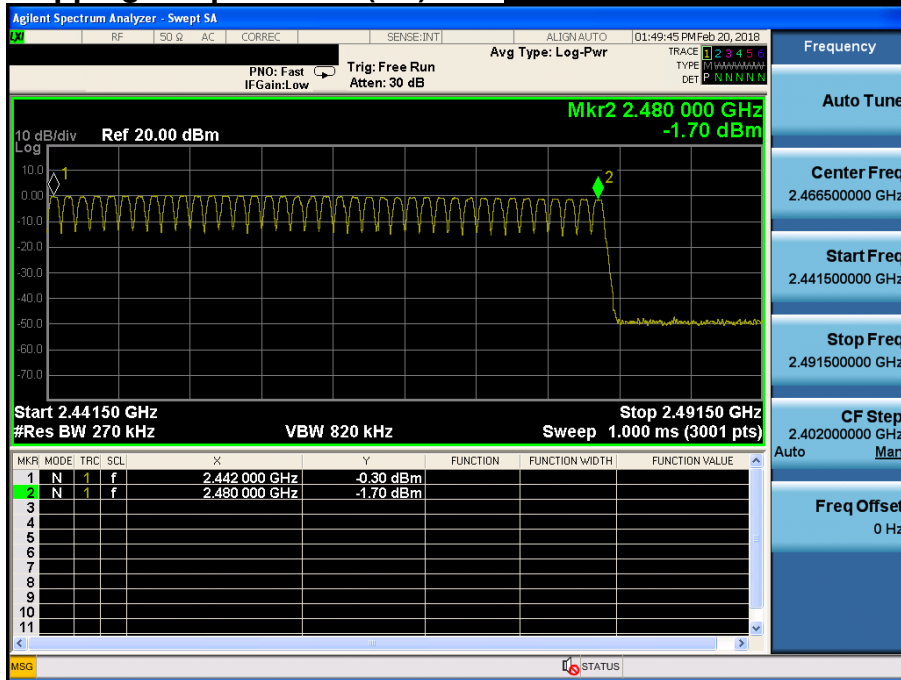 Agilent Spectrum Analyzer - Swept SA
LXI RF 50 Ω AC CORREC SENSE:INT ALIGN AUTO 01:49:45 PM Feb 20, 2018
Avg Type: Log-Pwr TRACE 1 2 3 4 5 6
PNO: Fast Trig: Free Run TYPE M
IFGain:Low Atten: 30 dB DET P N N N N N
Mkr2 2.480 000 GHz
10 dB/div Ref 20.00 dBm -1.70 dBm
Log
10.0
0.00
-10.0
-20.0
-30.0
-40.0
-50.0
-60.0
-70.0
1
2
Start 2.44150 GHz Stop 2.49150 GHz
#Res BW 270 kHz VBW 820 kHz Sweep 1.000 ms (3001 pts)
MKR MODE TRC SCL X Y FUNCTION FUNCTION WIDTH FUNCTION VALUE
1 N 1 f 2.442 000 GHz -0.30 dBm
2 N 1 f 2.480 000 GHz -1.70 dBm
3
4
5
6
7
8
9
10
11
MSG STATUS
Frequency
Auto Tune
Center Freq
2.466500000 GHz
Start Freq
2.441500000 GHz
Stop Freq
2.491500000 GHz
CF Step
2.402000000 GHz
Auto Man
Freq Offset
0 Hz